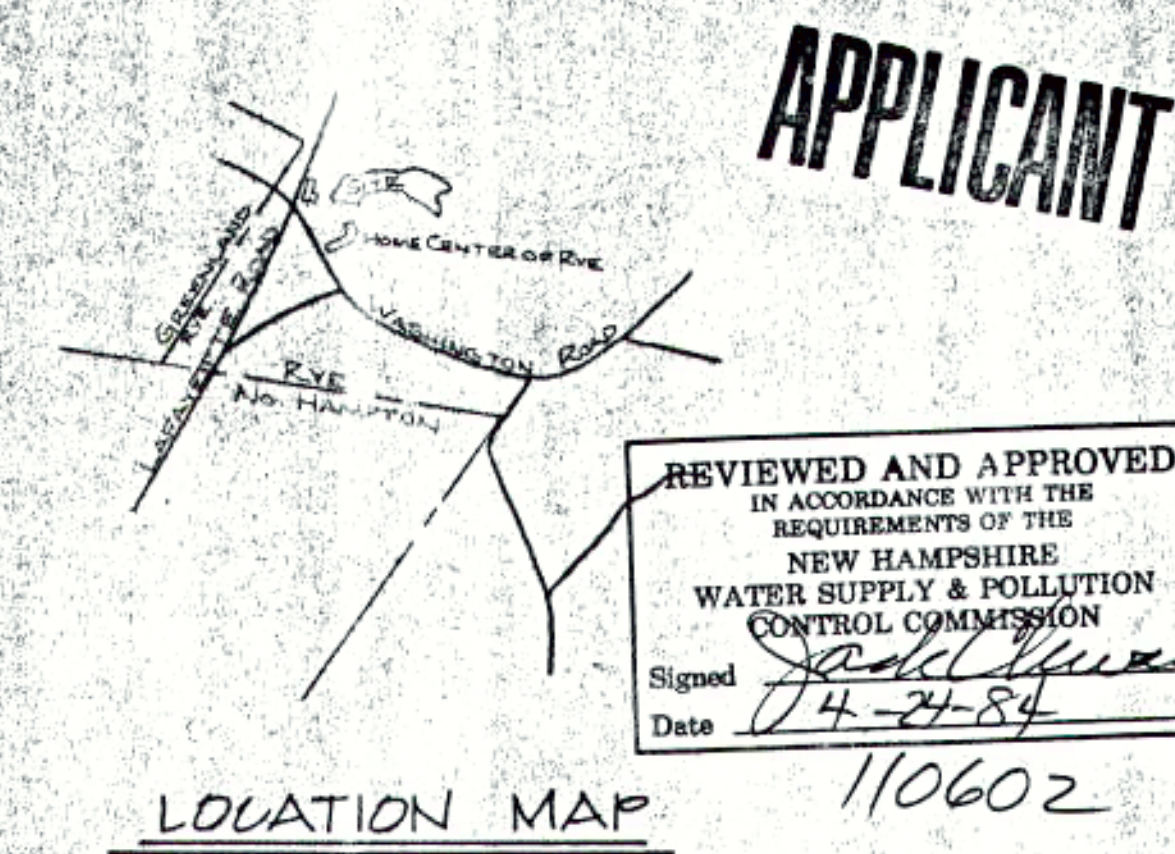 APPLICANT
SITE
HOME CENTER OF RYE
GREENLAND
RYE
LAFAYETTE ROAD
WASHINGTON ROAD
RYE
NO. HAMPTON
REVIEWED AND APPROVED
IN ACCORDANCE WITH THE
REQUIREMENTS OF THE
NEW HAMPSHIRE
WATER SUPPLY & POLLUTION
CONTROL COMMISSION
Signed Jack
Date 4-24-84
110602
LOCATION MAP